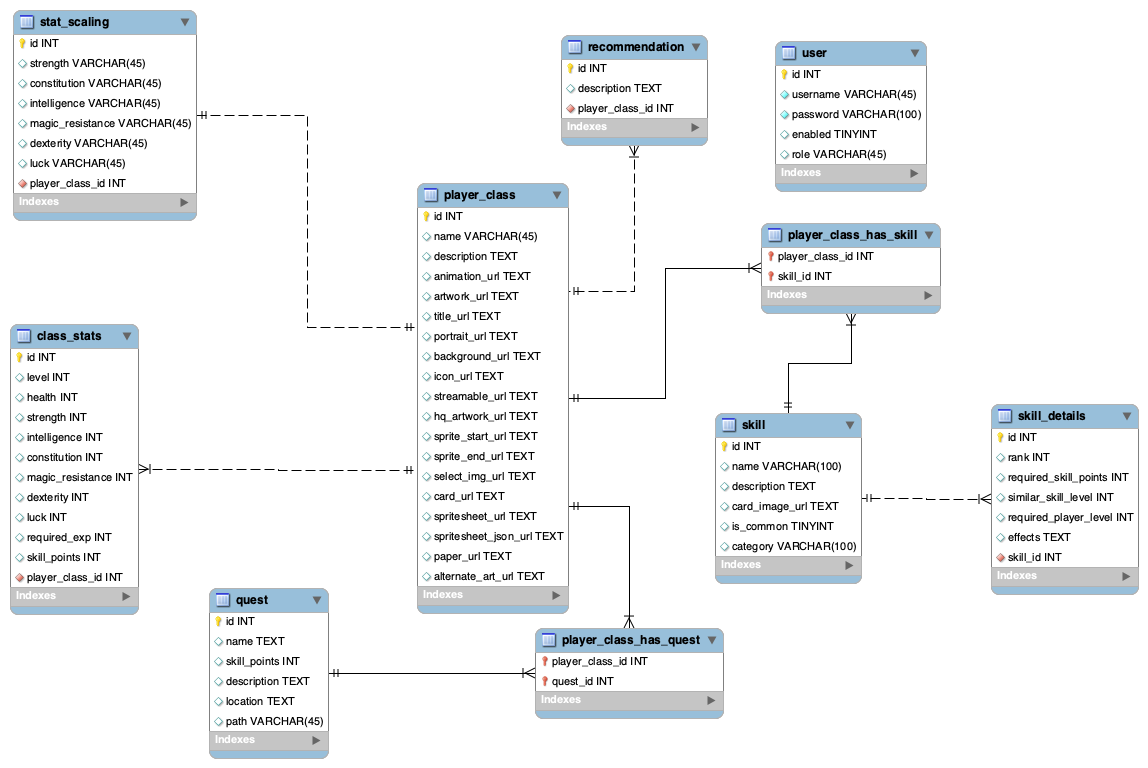 stat_scaling
id INT
strength VARCHAR(45)
constitution VARCHAR(45)
intelligence VARCHAR(45)
magic_resistance VARCHAR(45)
dexterity VARCHAR(45)
luck VARCHAR(45)
player_class_id INT
Indexes
recommendation
id INT
description TEXT
player_class_id INT
Indexes
user
id INT
username VARCHAR(45)
password VARCHAR(100)
enabled TINYINT
role VARCHAR(45)
Indexes
player_class
id INT
name VARCHAR(45)
description TEXT
animation_url TEXT
artwork_url TEXT
title_url TEXT
portrait_url TEXT
background_url TEXT
icon_url TEXT
streamable_url TEXT
hq_artwork_url TEXT
sprite_start_url TEXT
sprite_end_url TEXT
select_img_url TEXT
card_url TEXT
spritesheet_url TEXT
spritesheet_json_url TEXT
paper_url TEXT
alternate_art_url TEXT
Indexes
player_class_has_skill
player_class_id INT
skill_id INT
Indexes
class_stats
id INT
level INT
health INT
strength INT
intelligence INT
constitution INT
magic_resistance INT
dexterity INT
luck INT
required_exp INT
skill_points INT
player_class_id INT
Indexes
skill
id INT
name VARCHAR(100)
description TEXT
card_image_url TEXT
is_common TINYINT
category VARCHAR(100)
Indexes
skill_details
id INT
rank INT
required_skill_points INT
similar_skill_level INT
required_player_level INT
effects TEXT
skill_id INT
Indexes
quest
id INT
name TEXT
skill_points INT
description TEXT
location TEXT
path VARCHAR(45)
Indexes
player_class_has_quest
player_class_id INT
quest_id INT
Indexes